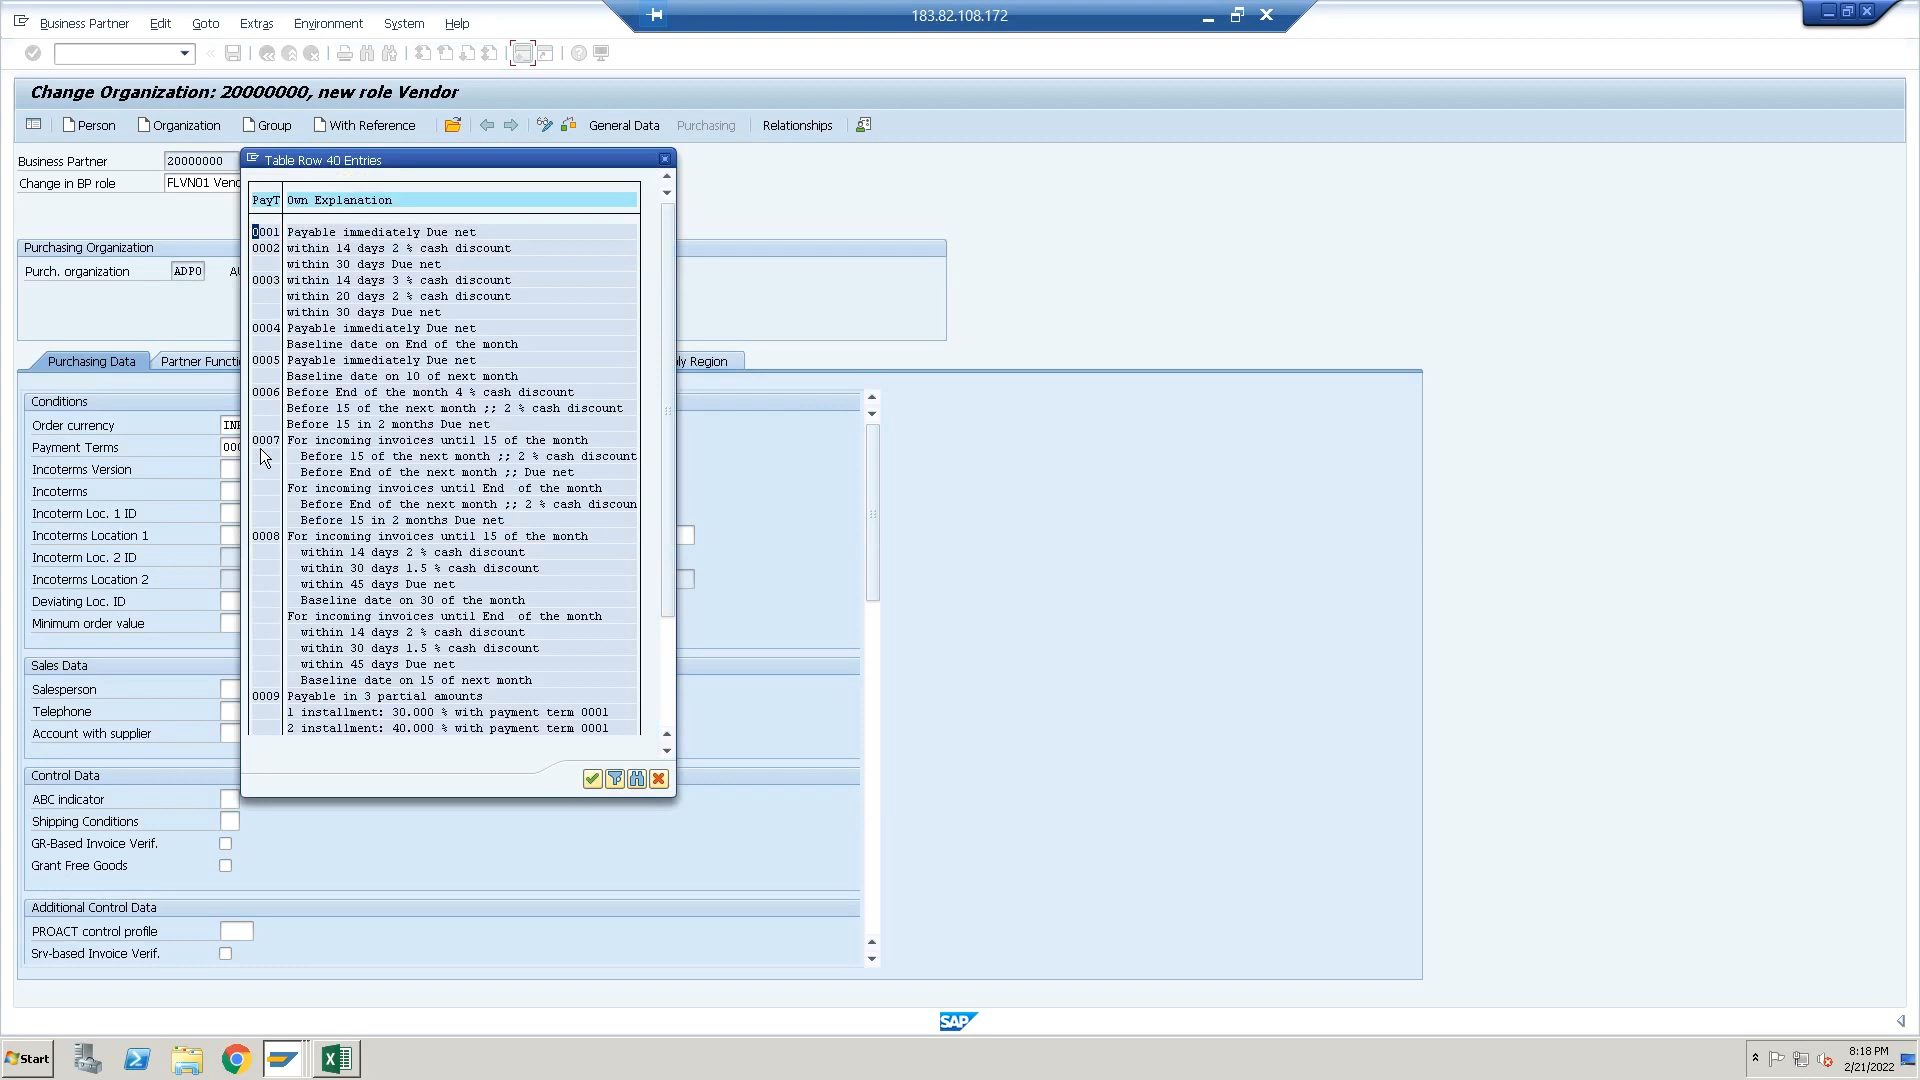 183.82.108.172
Business Partner Edit Goto Extras Environment System Help
Change Organization: 20000000, new role Vendor
Person Organization Group With Reference General Data Purchasing Relationships
Business Partner 20000000
Change in BP role FLVN01
Purchasing Organization
Purch. organization ADPO
Purchasing Data
Conditions
Order currency
Payment Terms
Incoterms Version
Incoterms
Incoterm Loc. 1 ID
Incoterms Location 1
Incoterm Loc. 2 ID
Incoterms Location 2
Deviating Loc. ID
Minimum order value
Sales Data
Salesperson
Telephone
Account with supplier
Control Data
ABC indicator
Shipping Conditions
GR-Based Invoice Verif.
Grant Free Goods
Additional Control Data
PROACT control profile
Srv-based Invoice Verif.
Table Row 40 Entries
PayT Own Explanation
0001 Payable immediately Due net
0002 within 14 days 2 % cash discount
within 30 days Due net
0003 within 14 days 3 % cash discount
within 20 days 2 % cash discount
within 30 days Due net
0004 Payable immediately Due net
Baseline date on End of the month
0005 Payable immediately Due net
Baseline date on 10 of next month
0006 Before End of the month 4 % cash discount
Before 15 of the next month ;; 2 % cash discount
Before 15 in 2 months Due net
0007 For incoming invoices until 15 of the month
Before 15 of the next month ;; 2 % cash discount
Before End of the next month ;; Due net
For incoming invoices until End of the month
Before End of the next month ;; 2 % cash discoun
Before 15 in 2 months Due net
0008 For incoming invoices until 15 of the month
within 14 days 2 % cash discount
within 30 days 1.5 % cash discount
within 45 days Due net
Baseline date on 30 of the month
For incoming invoices until End of the month
within 14 days 2 % cash discount
within 30 days 1.5 % cash discount
within 45 days Due net
Baseline date on 15 of next month
0009 Payable in 3 partial amounts
1 installment: 30.000 % with payment term 0001
2 installment: 40.000 % with payment term 0001
Region
SAP
Start
8:18 PM
2/21/2022